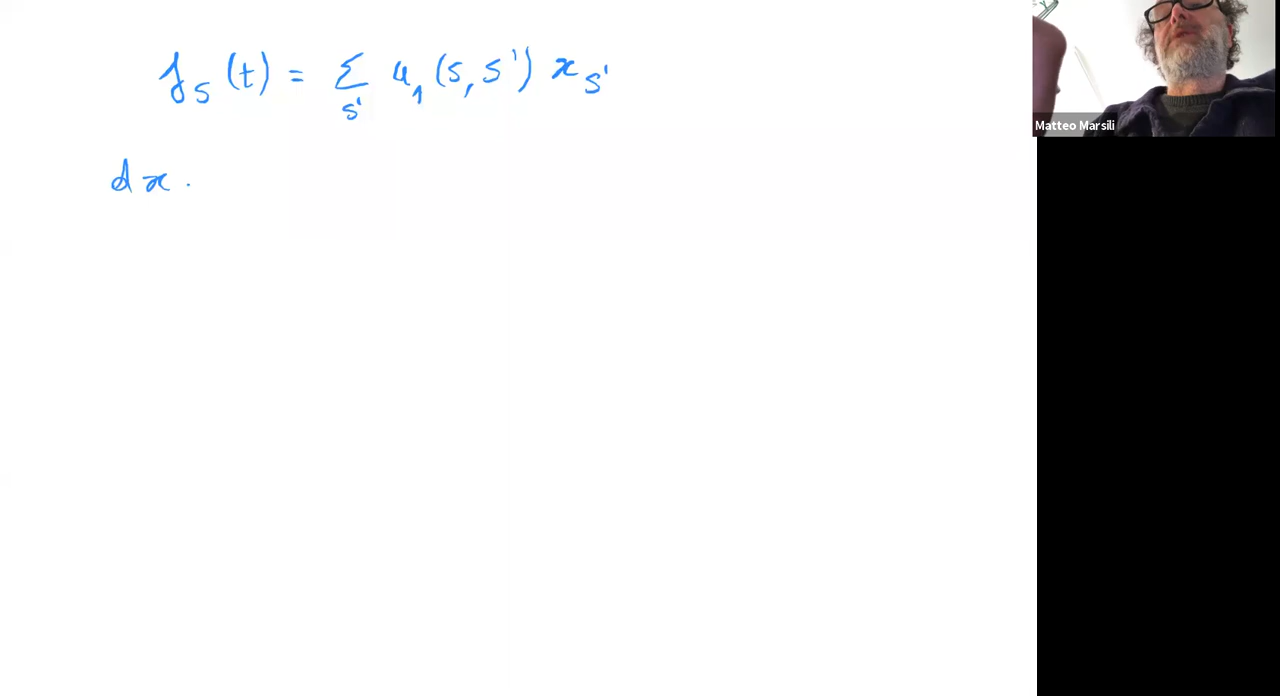 f_s (t) = Σ_{s'} u_1 (s, s') x_{s'}
dx .
Matteo Marsili